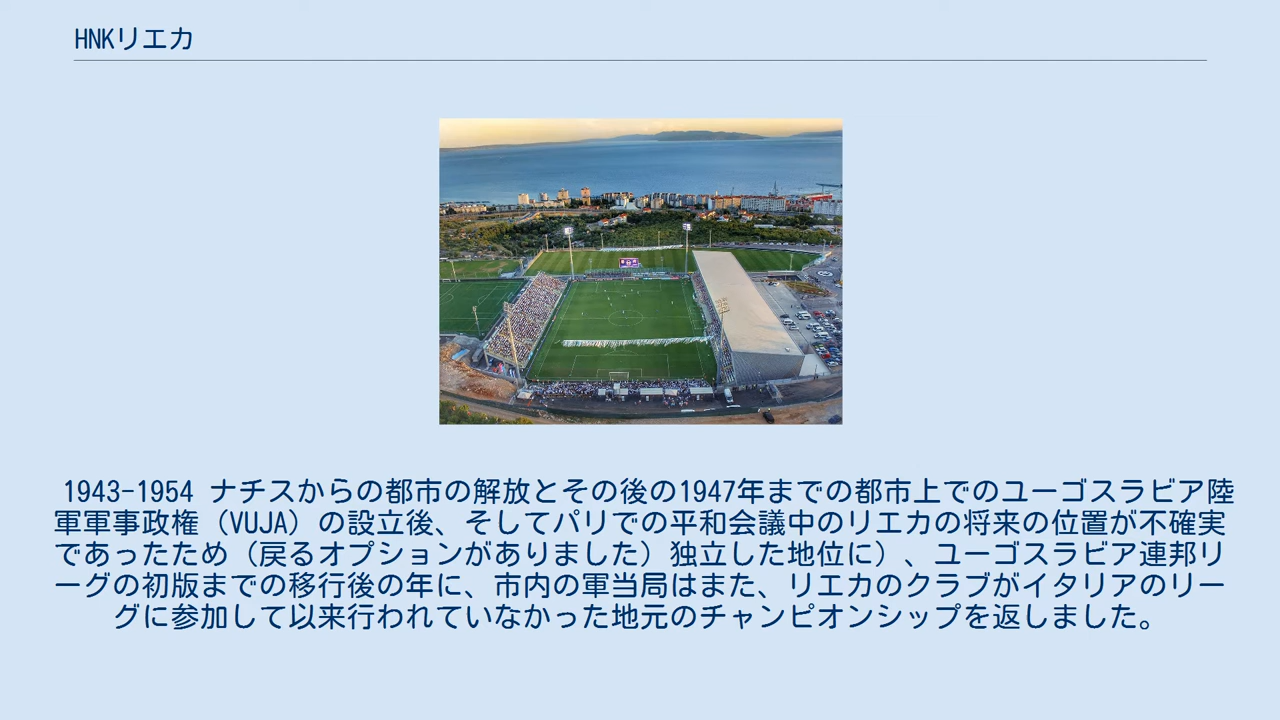 HNKリエカ
1943-1954 ナチスからの都市の解放とその後の1947年までの都市上でのユーゴスラビア陸
軍軍事政権（VUJA）の設立後、そしてパリでの平和会議中のリエカの将来の位置が不確実
であったため（戻るオプションがありました）独立した地位に）、ユーゴスラビア連邦リ
ーグの初版までの移行後の年に、市内の軍当局はまた、リエカのクラブがイタリアのリー
グに参加して以来行われていなかった地元のチャンピオンシップを返しました。